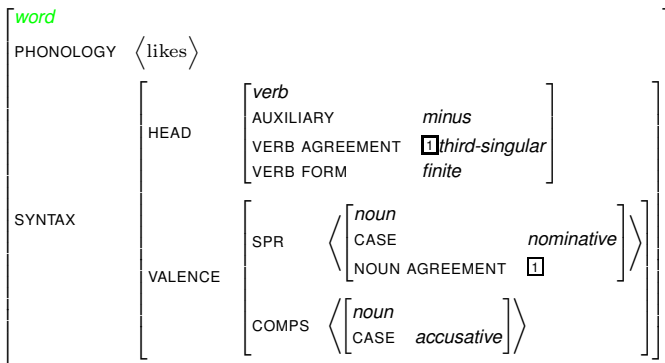 word
PHONOLOGY ⟨likes⟩
verb
AUXILIARY minus
HEAD
VERB AGREEMENT 1 third-singular
VERB FORM finite
SYNTAX
noun
SPR ⟨CASE nominative⟩
NOUN AGREEMENT 1
VALENCE
noun
COMPS ⟨CASE accusative⟩